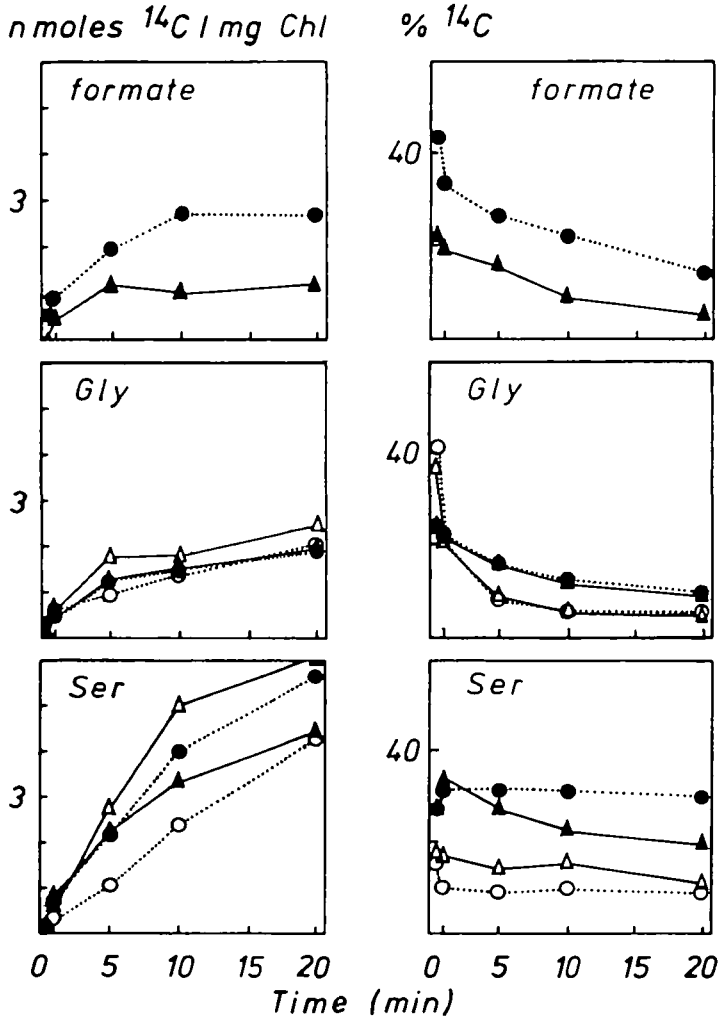 n moles ¹⁴C / mg Chl % ¹⁴C
formate formate
3 40
Gly Gly
3 40
Ser Ser
3 40
0 5 10 15 20 0 5 10 15 20
Time (min)